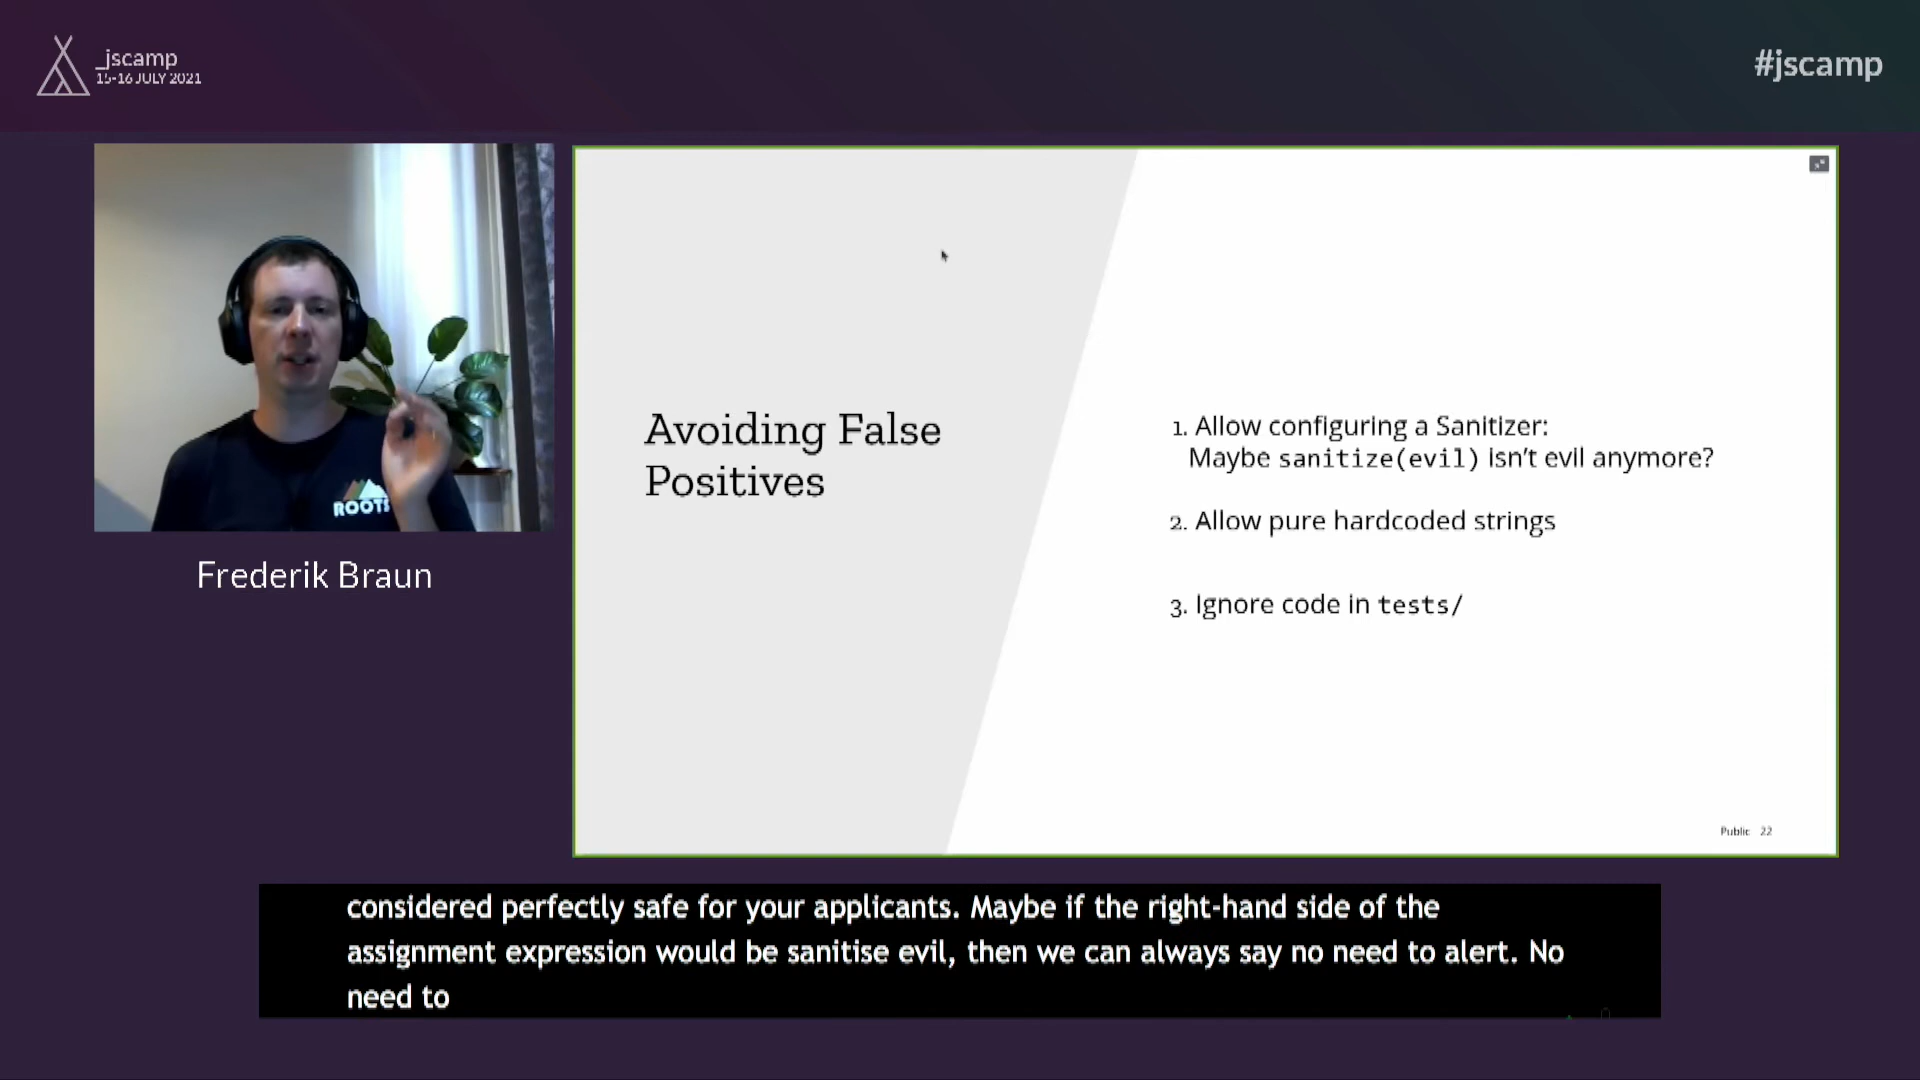 _jscamp
15-16 JULY 2021
#jscamp
ROOTS
Frederik Braun
Avoiding False
Positives
1. Allow configuring a Sanitizer:
Maybe sanitize(evil) isn't evil anymore?
2. Allow pure hardcoded strings
3. Ignore code in tests/
Public 22
considered perfectly safe for your applicants. Maybe if the right-hand side of the
assignment expression would be sanitise evil, then we can always say no need to alert. No
need to